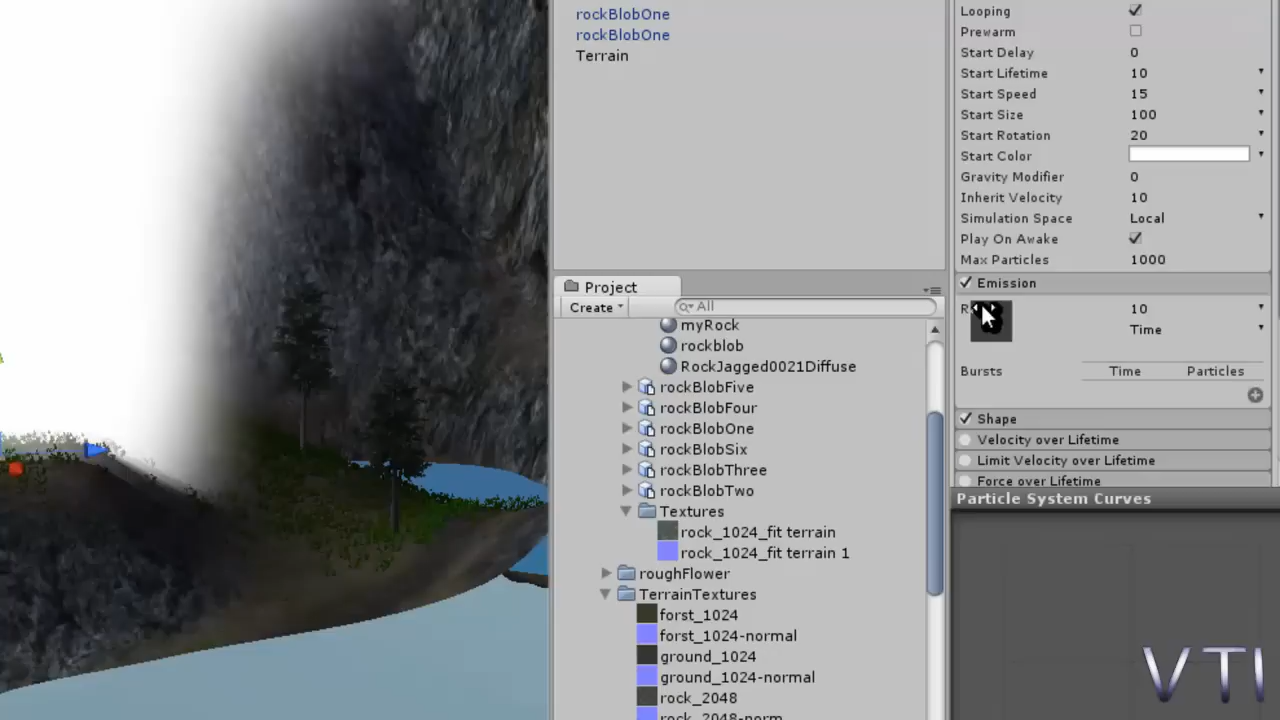 rockBlobOne
rockBlobOne
Terrain
Project
Create
All
myRock
rockblob
RockJagged0021Diffuse
rockBlobFive
rockBlobFour
rockBlobOne
rockBlobSix
rockBlobThree
rockBlobTwo
Textures
rock_1024_fit terrain
rock_1024_fit terrain 1
roughFlower
TerrainTextures
forst_1024
forst_1024-normal
ground_1024
ground_1024-normal
rock_2048
rock_2048-norm
Looping
Prewarm
Start Delay 0
Start Lifetime 10
Start Speed 15
Start Size 100
Start Rotation 20
Start Color
Gravity Modifier 0
Inherit Velocity 10
Simulation Space Local
Play On Awake
Max Particles 1000
Emission
R 10
Time
Bursts Time Particles
Shape
Velocity over Lifetime
Limit Velocity over Lifetime
Force over Lifetime
Particle System Curves
VTI